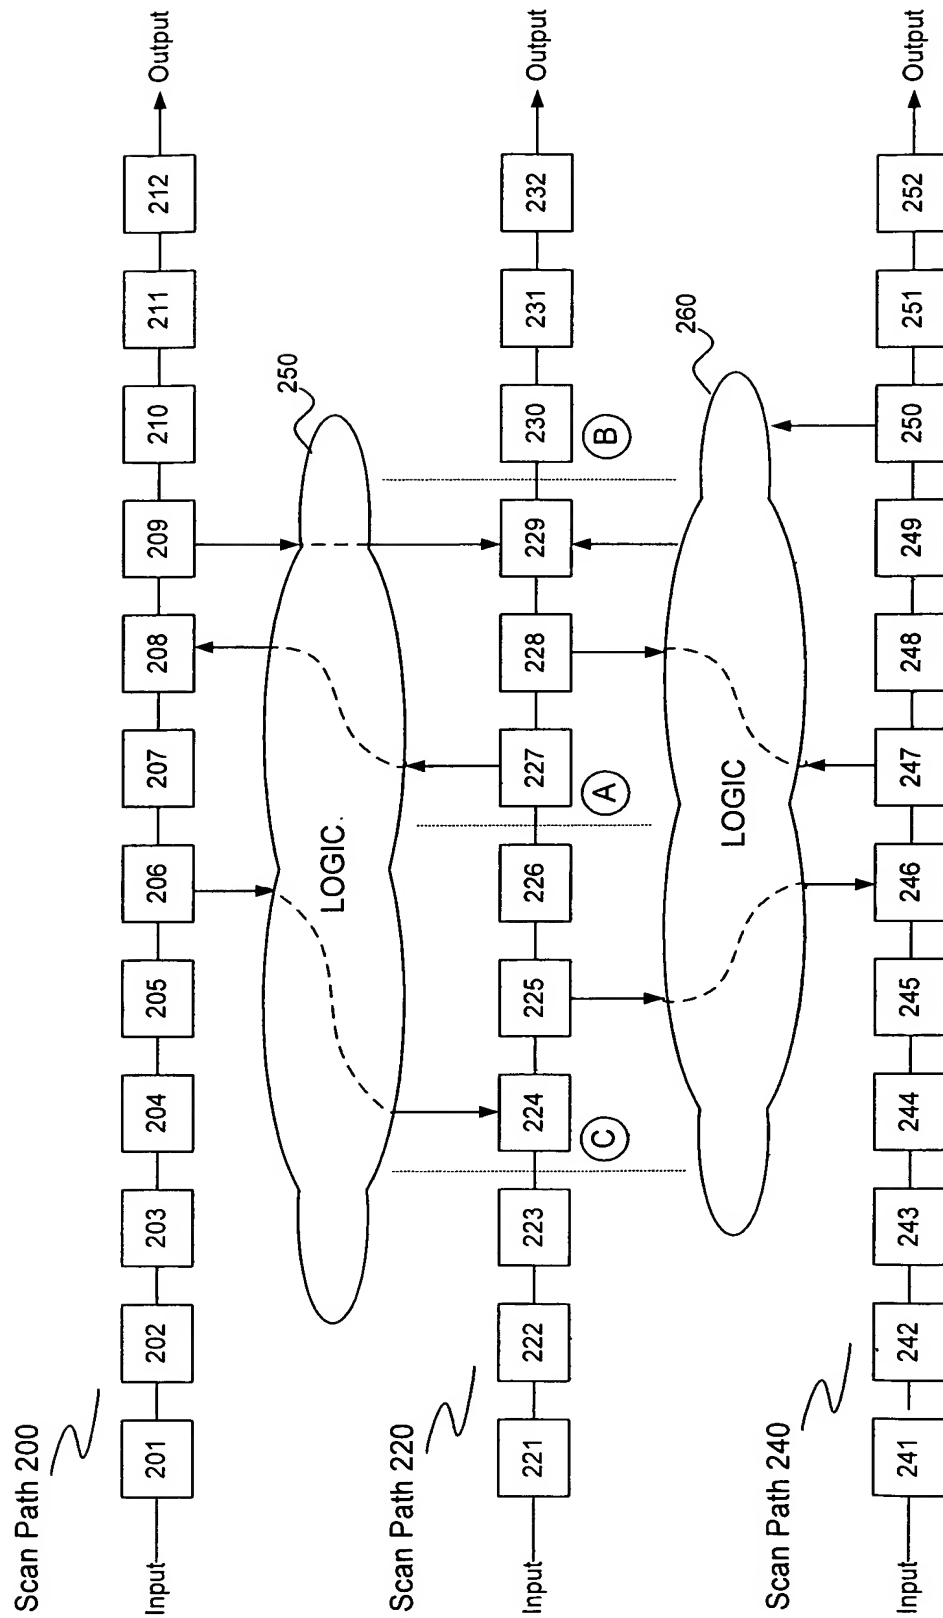 Scan Path 200
Input
201
202
203
204
205
206
207
208
209
210
211
212
Output
250
LOGIC
Scan Path 220
Input
221
222
223
224
225
226
227
228
229
230
231
232
Output
C
A
B
260
LOGIC
Scan Path 240
Input
241
242
243
244
245
246
247
248
249
250
251
252
Output